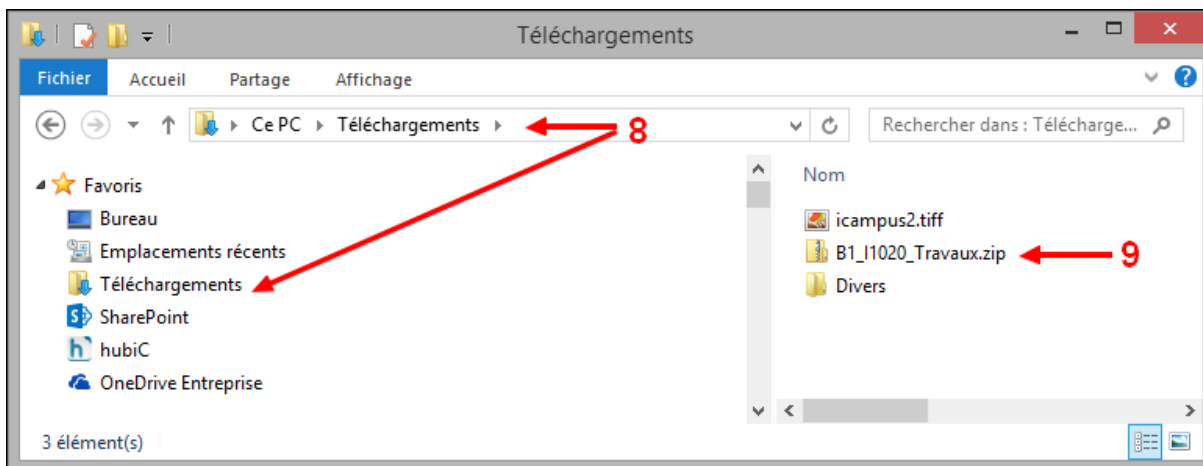 Téléchargements
Fichier Accueil Partage Affichage
Ce PC Téléchargements 8 Rechercher dans : Télécharge...
Favoris
Bureau
Emplacements récents
Téléchargements
SharePoint
hubiC
OneDrive Entreprise
Nom
icampus2.tiff
B1_I1020_Travaux.zip 9
Divers
3 élément(s)